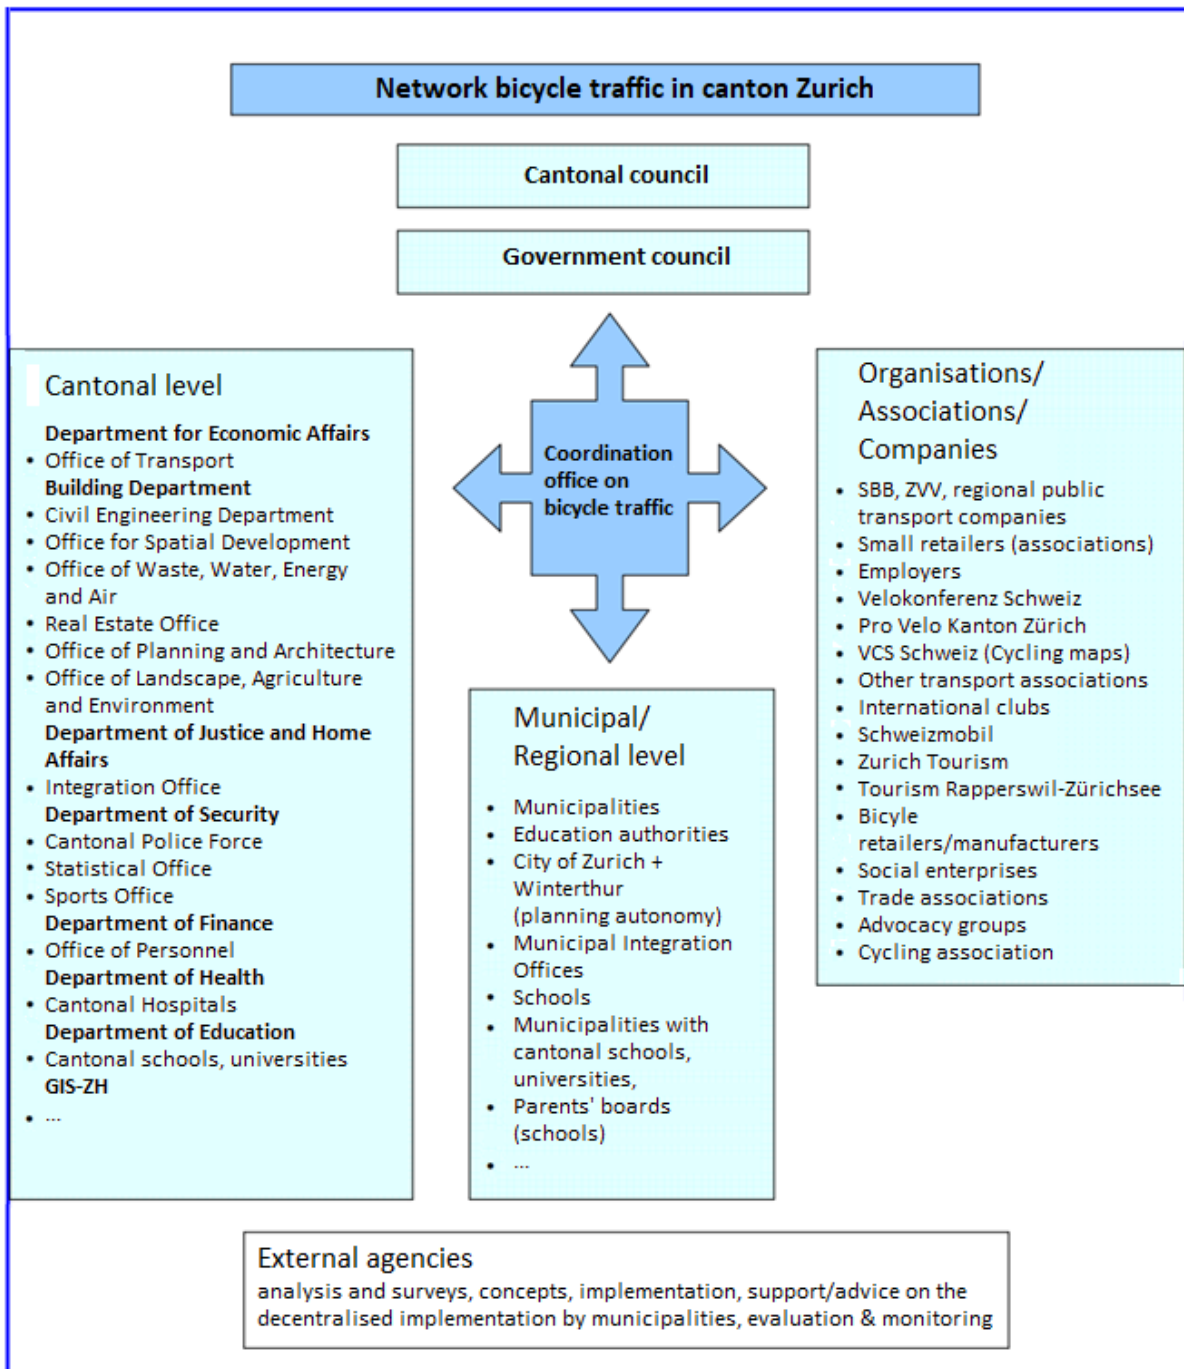 Network bicycle traffic in canton Zurich
Cantonal council
Government council
Cantonal level
Department for Economic Affairs
• Office of Transport
Building Department
• Civil Engineering Department
• Office for Spatial Development
• Office of Waste, Water, Energy
and Air
• Real Estate Office
• Office of Planning and Architecture
• Office of Landscape, Agriculture
and Environment
Department of Justice and Home
Affairs
• Integration Office
Department of Security
• Cantonal Police Force
• Statistical Office
• Sports Office
Department of Finance
• Office of Personnel
Department of Health
• Cantonal Hospitals
Department of Education
• Cantonal schools, universities
GIS-ZH
• ...
Coordination
office on
bicycle traffic
Organisations/
Associations/
Companies
• SBB, ZVV, regional public
transport companies
• Small retailers (associations)
• Employers
• Velokonferenz Schweiz
• Pro Velo Kanton Zürich
• VCS Schweiz (Cycling maps)
• Other transport associations
• International clubs
• Schweizmobil
• Zurich Tourism
• Tourism Rapperswil-Zürichsee
• Bicyle
retailers/manufacturers
• Social enterprises
• Trade associations
• Advocacy groups
• Cycling association
Municipal/
Regional level
• Municipalities
• Education authorities
• City of Zurich +
Winterthur
(planning autonomy)
• Municipal Integration
Offices
• Schools
• Municipalities with
cantonal schools,
universities,
• Parents' boards
(schools)
• ...
External agencies
analysis and surveys, concepts, implementation, support/advice on the
decentralised implementation by municipalities, evaluation & monitoring